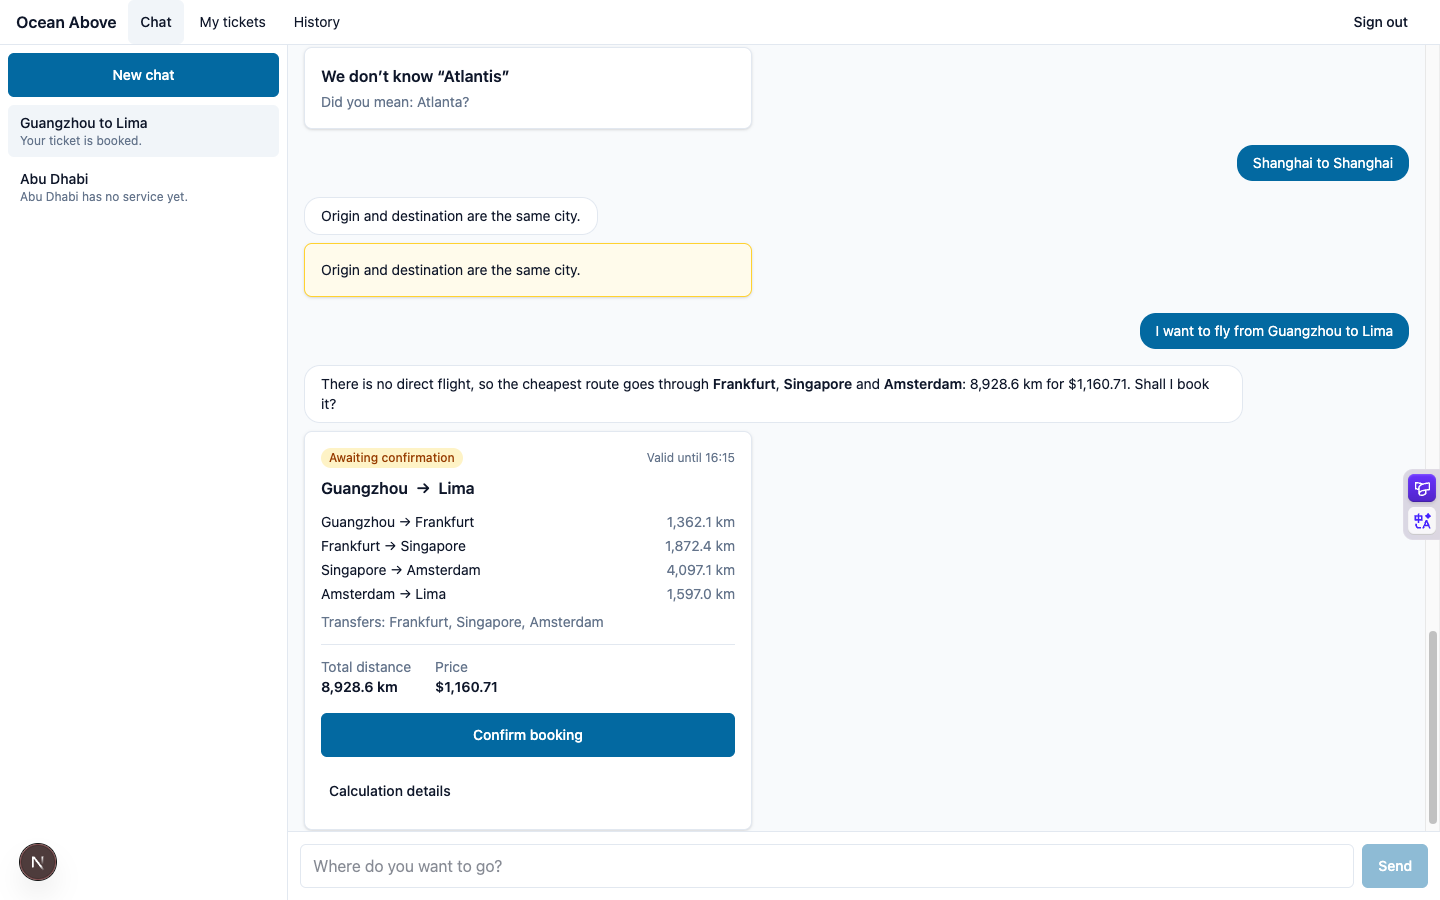 Ocean Above
Chat
My tickets
History
Sign out
New chat
Guangzhou to Lima
Your ticket is booked.
Abu Dhabi
Abu Dhabi has no service yet.
We don’t know “Atlantis”
Did you mean: Atlanta?
Shanghai to Shanghai
Origin and destination are the same city.
Origin and destination are the same city.
I want to fly from Guangzhou to Lima
There is no direct flight, so the cheapest route goes through Frankfurt, Singapore and Amsterdam: 8,928.6 km for $1,160.71. Shall I book
it?
Awaiting confirmation
Valid until 16:15
Guangzhou → Lima
Guangzhou → Frankfurt 1,362.1 km
Frankfurt → Singapore 1,872.4 km
Singapore → Amsterdam 4,097.1 km
Amsterdam → Lima 1,597.0 km
Transfers: Frankfurt, Singapore, Amsterdam
Total distance Price
8,928.6 km $1,160.71
Confirm booking
Calculation details
Where do you want to go?
Send
N
中A